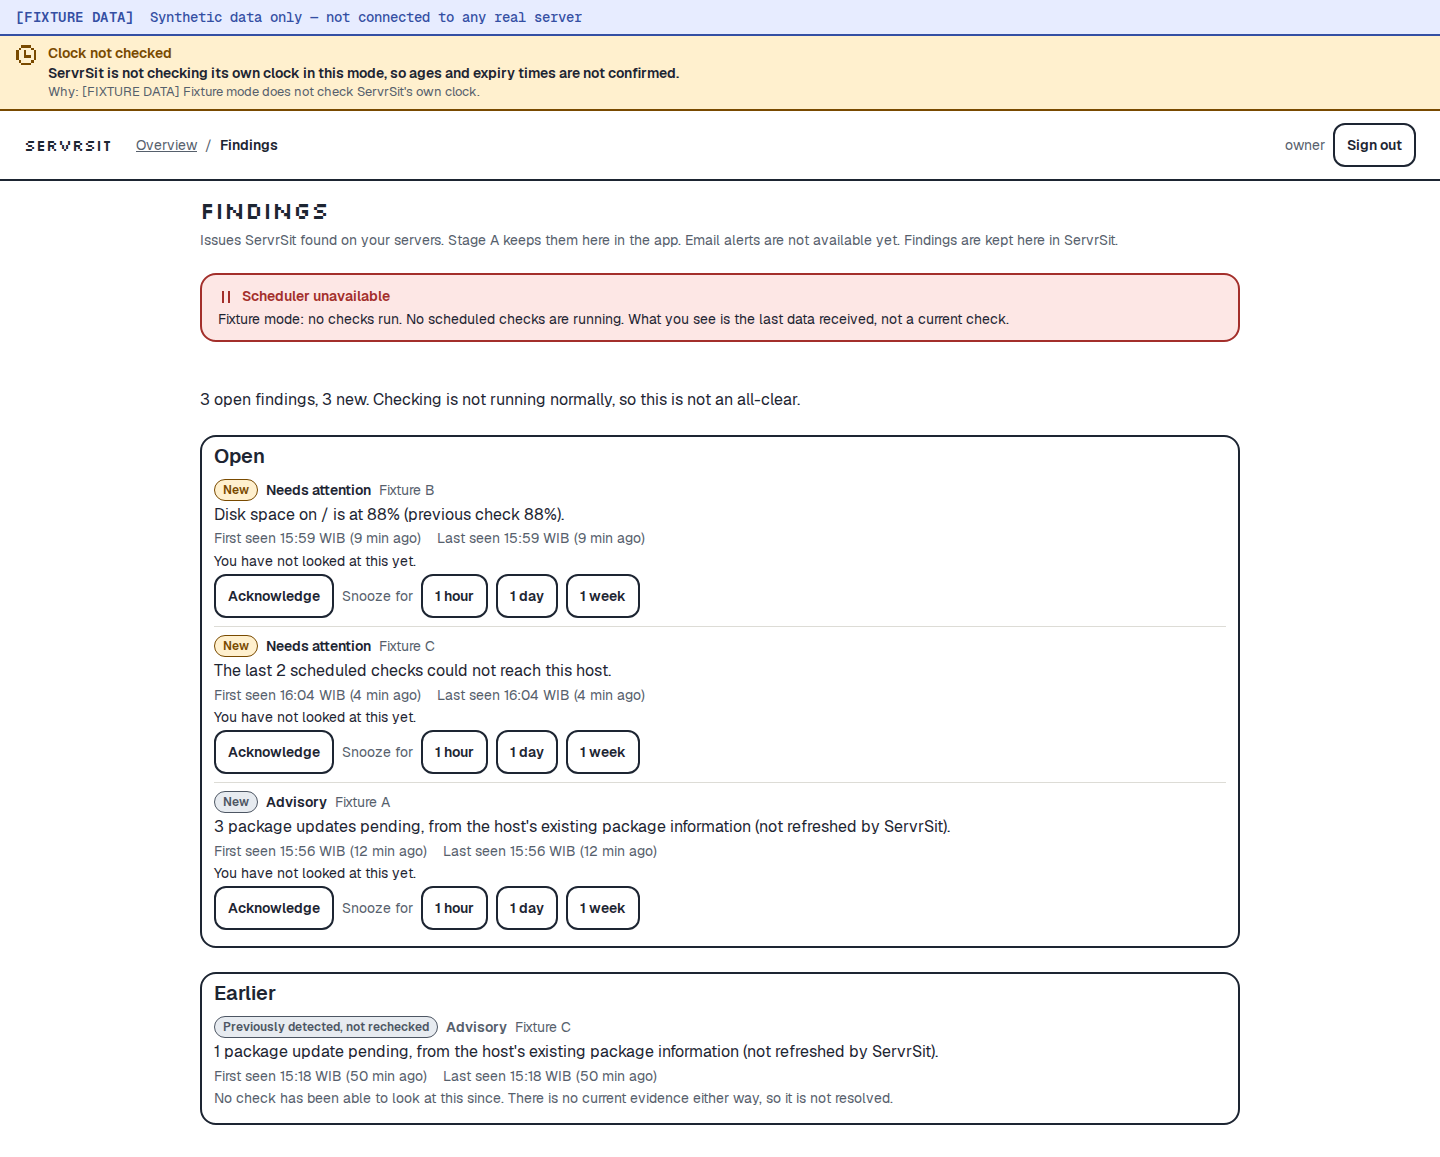 [FIXTURE DATA] Synthetic data only — not connected to any real server
Clock not checked
ServrSit is not checking its own clock in this mode, so ages and expiry times are not confirmed.
Why: [FIXTURE DATA] Fixture mode does not check ServrSit's own clock.
SERVRSIT Overview / Findings owner Sign out
FINDINGS
Issues ServrSit found on your servers. Stage A keeps them here in the app. Email alerts are not available yet. Findings are kept here in ServrSit.
Scheduler unavailable
Fixture mode: no checks run. No scheduled checks are running. What you see is the last data received, not a current check.
3 open findings, 3 new. Checking is not running normally, so this is not an all-clear.
Open
New Needs attention Fixture B
Disk space on / is at 88% (previous check 88%).
First seen 15:59 WIB (9 min ago) Last seen 15:59 WIB (9 min ago)
You have not looked at this yet.
Acknowledge Snooze for 1 hour 1 day 1 week
New Needs attention Fixture C
The last 2 scheduled checks could not reach this host.
First seen 16:04 WIB (4 min ago) Last seen 16:04 WIB (4 min ago)
You have not looked at this yet.
Acknowledge Snooze for 1 hour 1 day 1 week
New Advisory Fixture A
3 package updates pending, from the host's existing package information (not refreshed by ServrSit).
First seen 15:56 WIB (12 min ago) Last seen 15:56 WIB (12 min ago)
You have not looked at this yet.
Acknowledge Snooze for 1 hour 1 day 1 week
Earlier
Previously detected, not rechecked Advisory Fixture C
1 package update pending, from the host's existing package information (not refreshed by ServrSit).
First seen 15:18 WIB (50 min ago) Last seen 15:18 WIB (50 min ago)
No check has been able to look at this since. There is no current evidence either way, so it is not resolved.